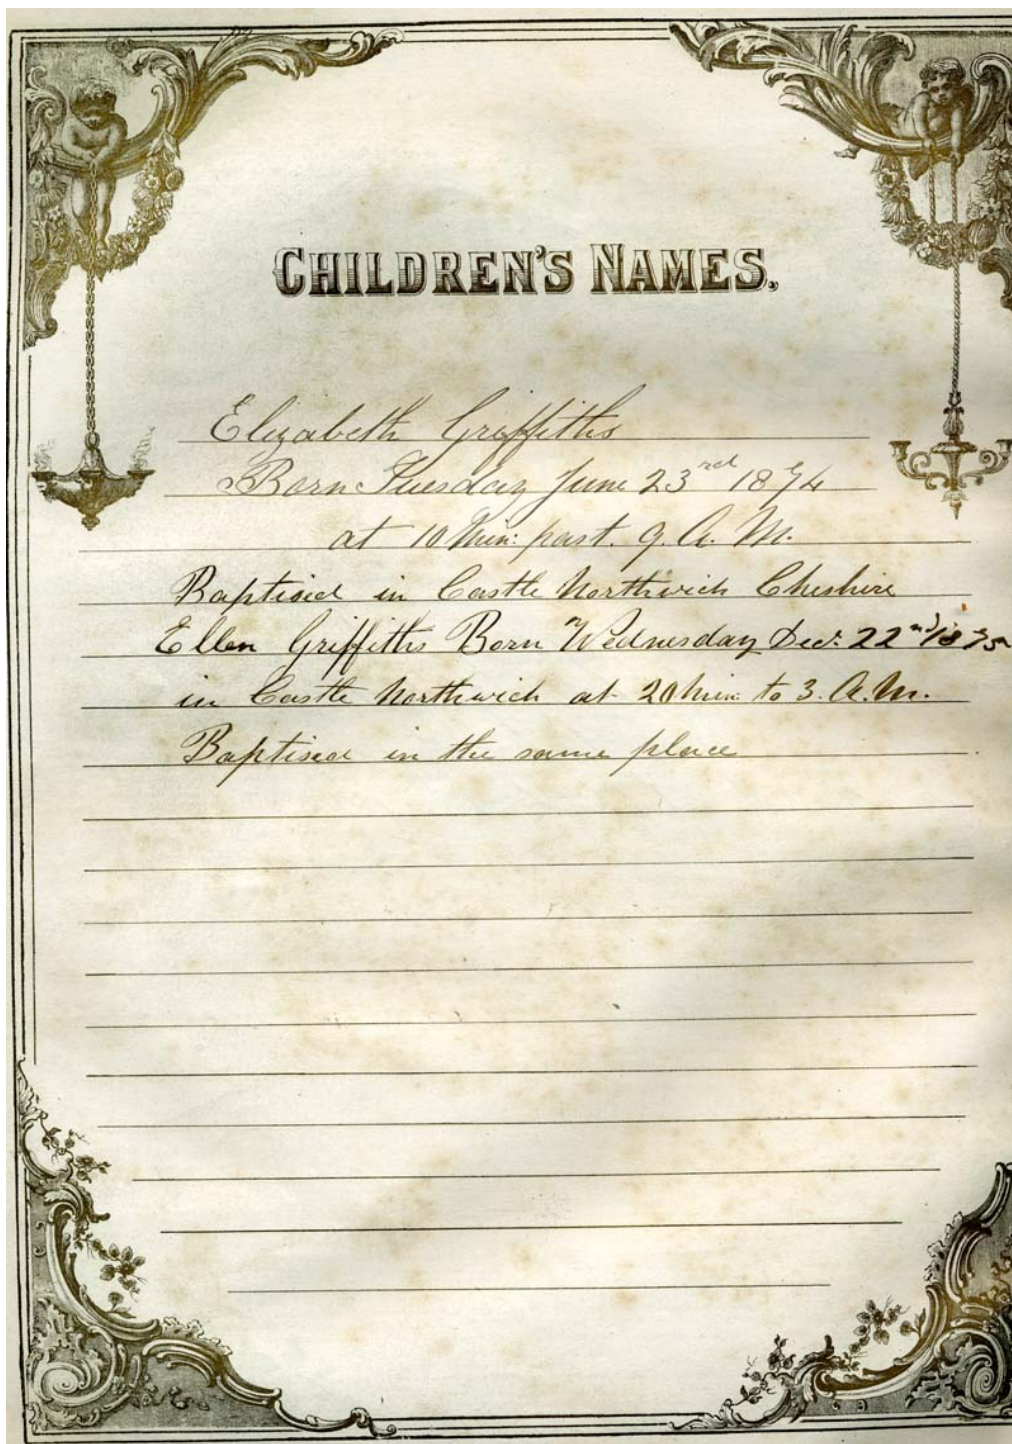 CHILDREN'S NAMES.
Elizabeth Griffiths
Born Tuesday June 23rd 1874
at 10 Min: past. 9. A. M.
Baptised in Castle Northwich Cheshire
Ellen Griffiths Born Wednesday Dec: 22nd 1875
in Castle Northwich at 20 min: to 3. A. M.
Baptised in the same place